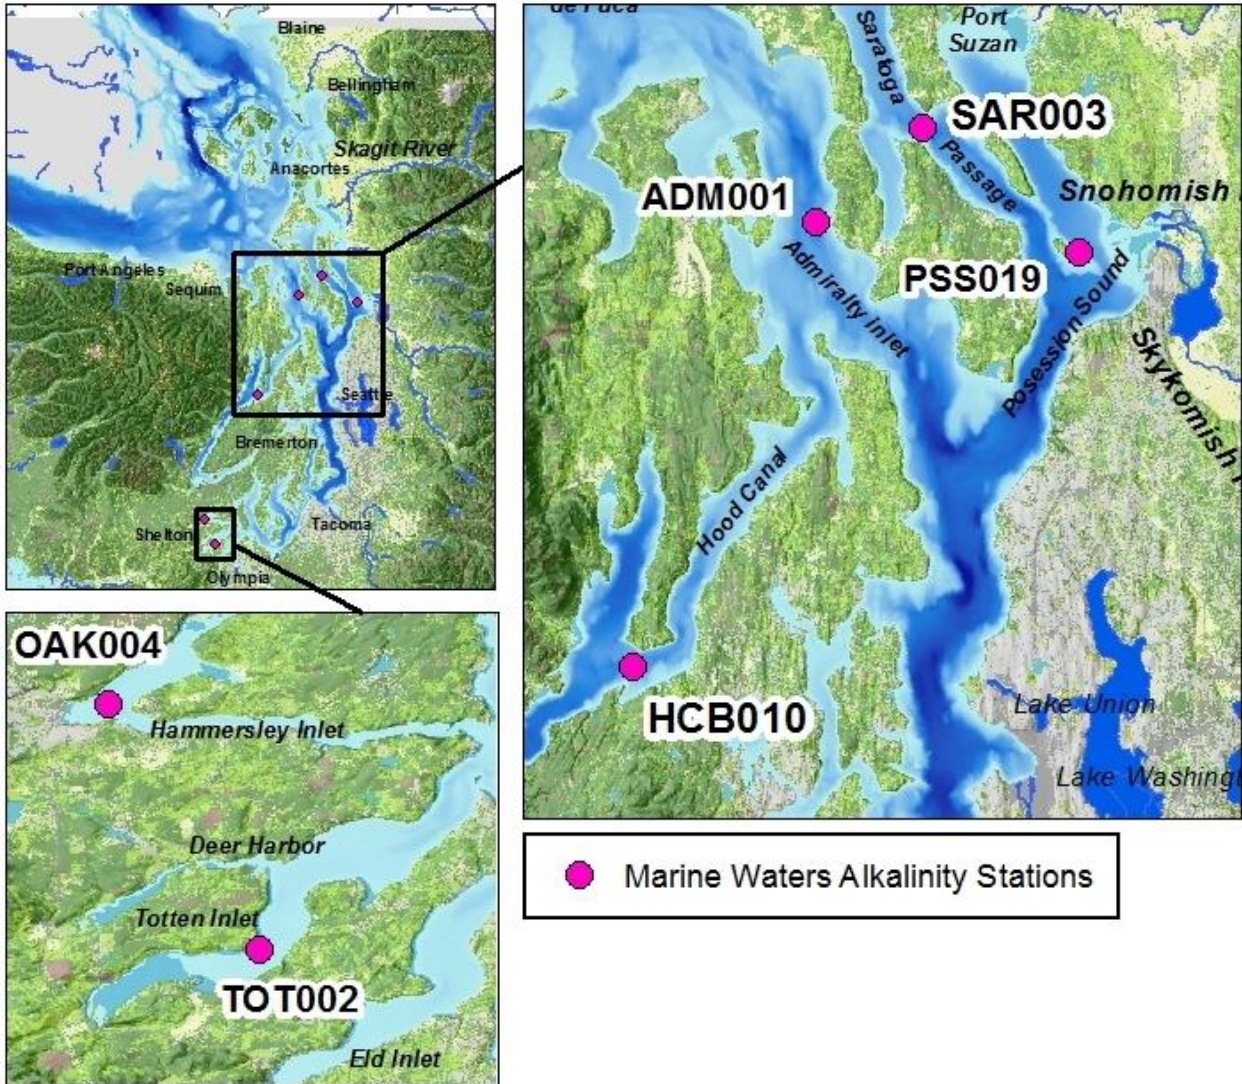 Blaine
Bellingham
Skagit River
Anacortes
Port Angeles
Sequim
Seattle
Bremerton
Tacoma
Shelton
Olympia
de Fuca
Saratoga
Passage
Port
Suzan
SAR003
ADM001
Snohomish
PSS019
Admiralty Inlet
Posession Sound
Skykomish
Hood Canal
HCB010
Lake Union
Lake Washingt
OAK004
Hammersley Inlet
Deer Harbor
Totten Inlet
TOT002
Eld Inlet
Marine Waters Alkalinity Stations